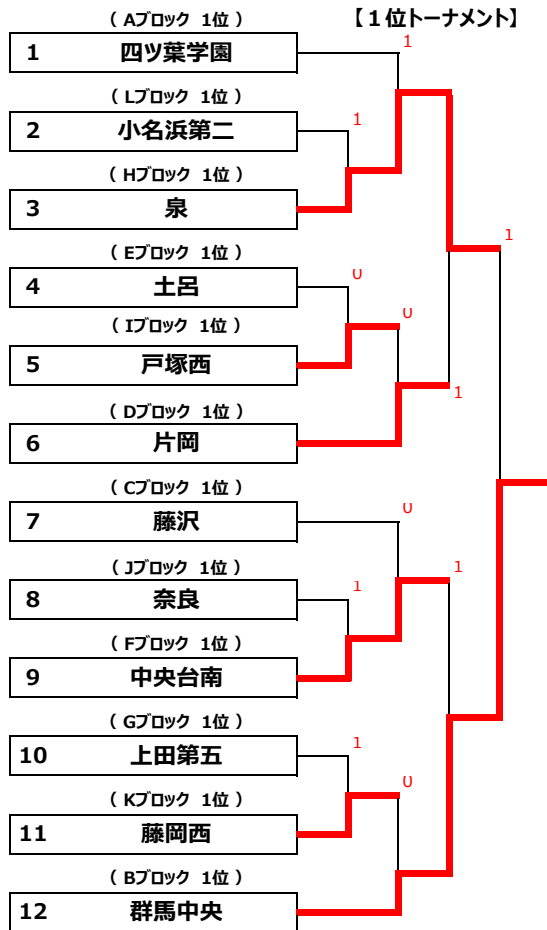 （ Aブロック 1位 ）
【１位トーナメント】
1 四ツ葉学園
1
（ Lブロック 1位 ）
2 小名浜第二
1
（ Hブロック 1位 ）
3 泉
1
（ Eブロック 1位 ）
4 土呂
0
（ Iブロック 1位 ）
0
5 戸塚西
1
（ Dブロック 1位 ）
6 片岡
（ Cブロック 1位 ）
7 藤沢
0
（ Jブロック 1位 ）
1
8 奈良
1
（ Fブロック 1位 ）
9 中央台南
（ Gブロック 1位 ）
10 上田第五
1
0
（ Kブロック 1位 ）
11 藤岡西
（ Bブロック 1位 ）
12 群馬中央